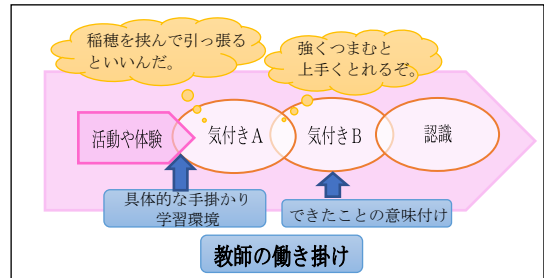 稲穂を挟んで引っ張る
といいんだ。
強くつまむと
上手くとれるぞ。
活動や体験
気付きA
気付きB
認識
具体的な手掛かり
学習環境
できたことの意味付け
教師の働き掛け